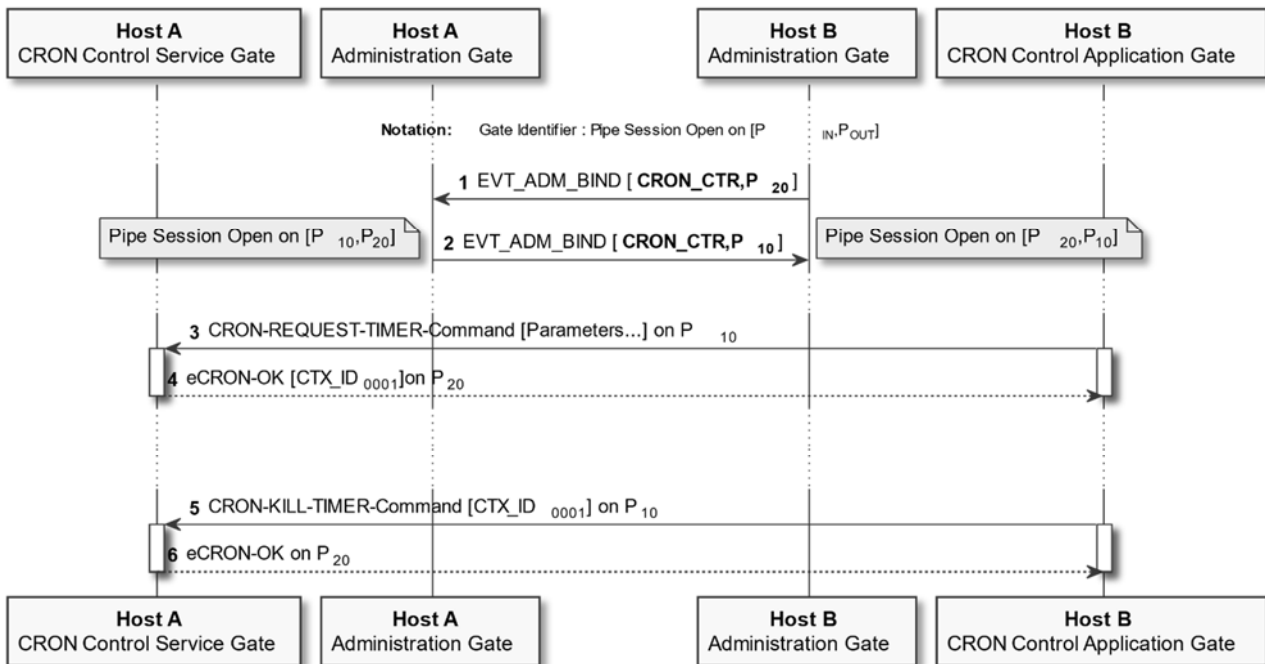 Host A
CRON Control Service Gate
Host A
Administration Gate
Host B
Administration Gate
Host B
CRON Control Application Gate
Notation: Gate Identifier : Pipe Session Open on [P IN,POUT]
1 EVT_ADM_BIND [ CRON_CTR,P 20 ]
Pipe Session Open on [P 10,P20]
2 EVT_ADM_BIND [ CRON_CTR,P 10 ]
Pipe Session Open on [P 20,P10]
3 CRON-REQUEST-TIMER-Command [Parameters...] on P 10
4 eCRON-OK [CTX_ID 0001]on P20
5 CRON-KILL-TIMER-Command [CTX_ID 0001] on P10
6 eCRON-OK on P20
Host A
CRON Control Service Gate
Host A
Administration Gate
Host B
Administration Gate
Host B
CRON Control Application Gate